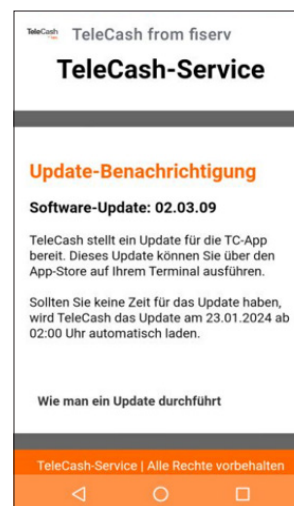 TeleCash
TeleCash from fiserv
TeleCash-Service
Update-Benachrichtigung
Software-Update: 02.03.09
TeleCash stellt ein Update für die TC-App
bereit. Dieses Update können Sie über den
App-Store auf Ihrem Terminal ausführen.
Sollten Sie keine Zeit für das Update haben,
wird TeleCash das Update am 23.01.2024 ab
02:00 Uhr automatisch laden.
Wie man ein Update durchführt
TeleCash-Service | Alle Rechte vorbehalten